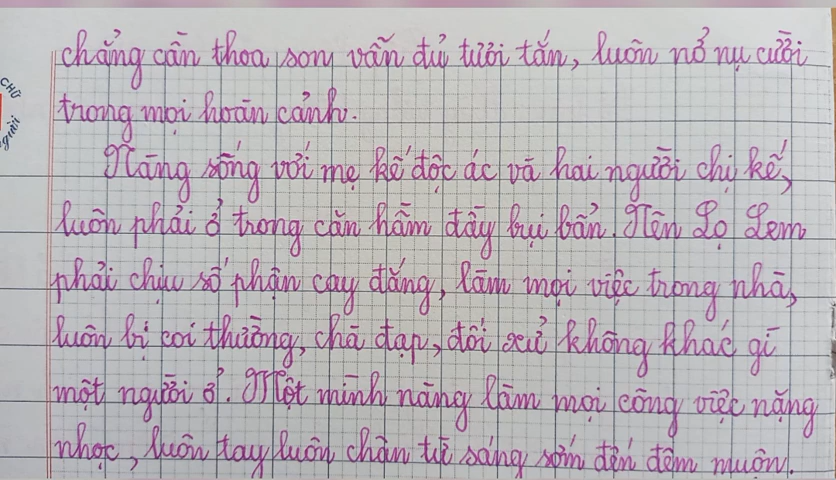 chẳng cần thoa son vẫn đủ tươi tắn, luôn nở nụ cười
trong mọi hoàn cảnh.
Nàng sống với mẹ kế độc ác và hai người chị kế,
luôn phải ở trong căn hầm đầy bụi bẩn. Nên Lọ Lem
phải chịu số phận cay đắng, làm mọi việc trong nhà,
luôn bị coi thường, chà đạp, đối xử không khác gì
một người ở. Một mình nàng làm mọi công việc nặng
nhọc, luôn tay luôn chân từ sáng sớm đến đêm muộn.
CHỮ
người